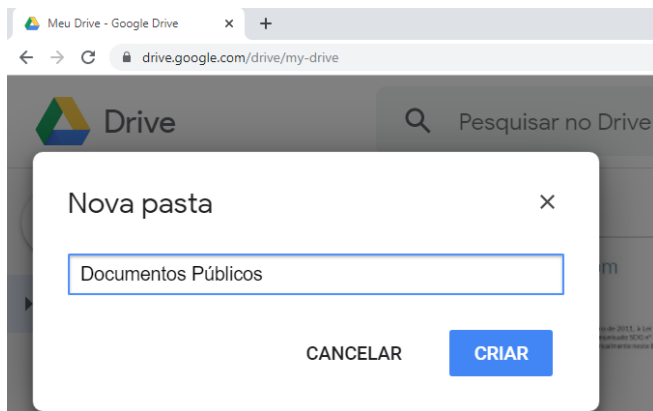 Meu Drive - Google Drive
drive.google.com/drive/my-drive
Drive
Pesquisar no Drive
Nova pasta
Documentos Públicos
CANCELAR
CRIAR